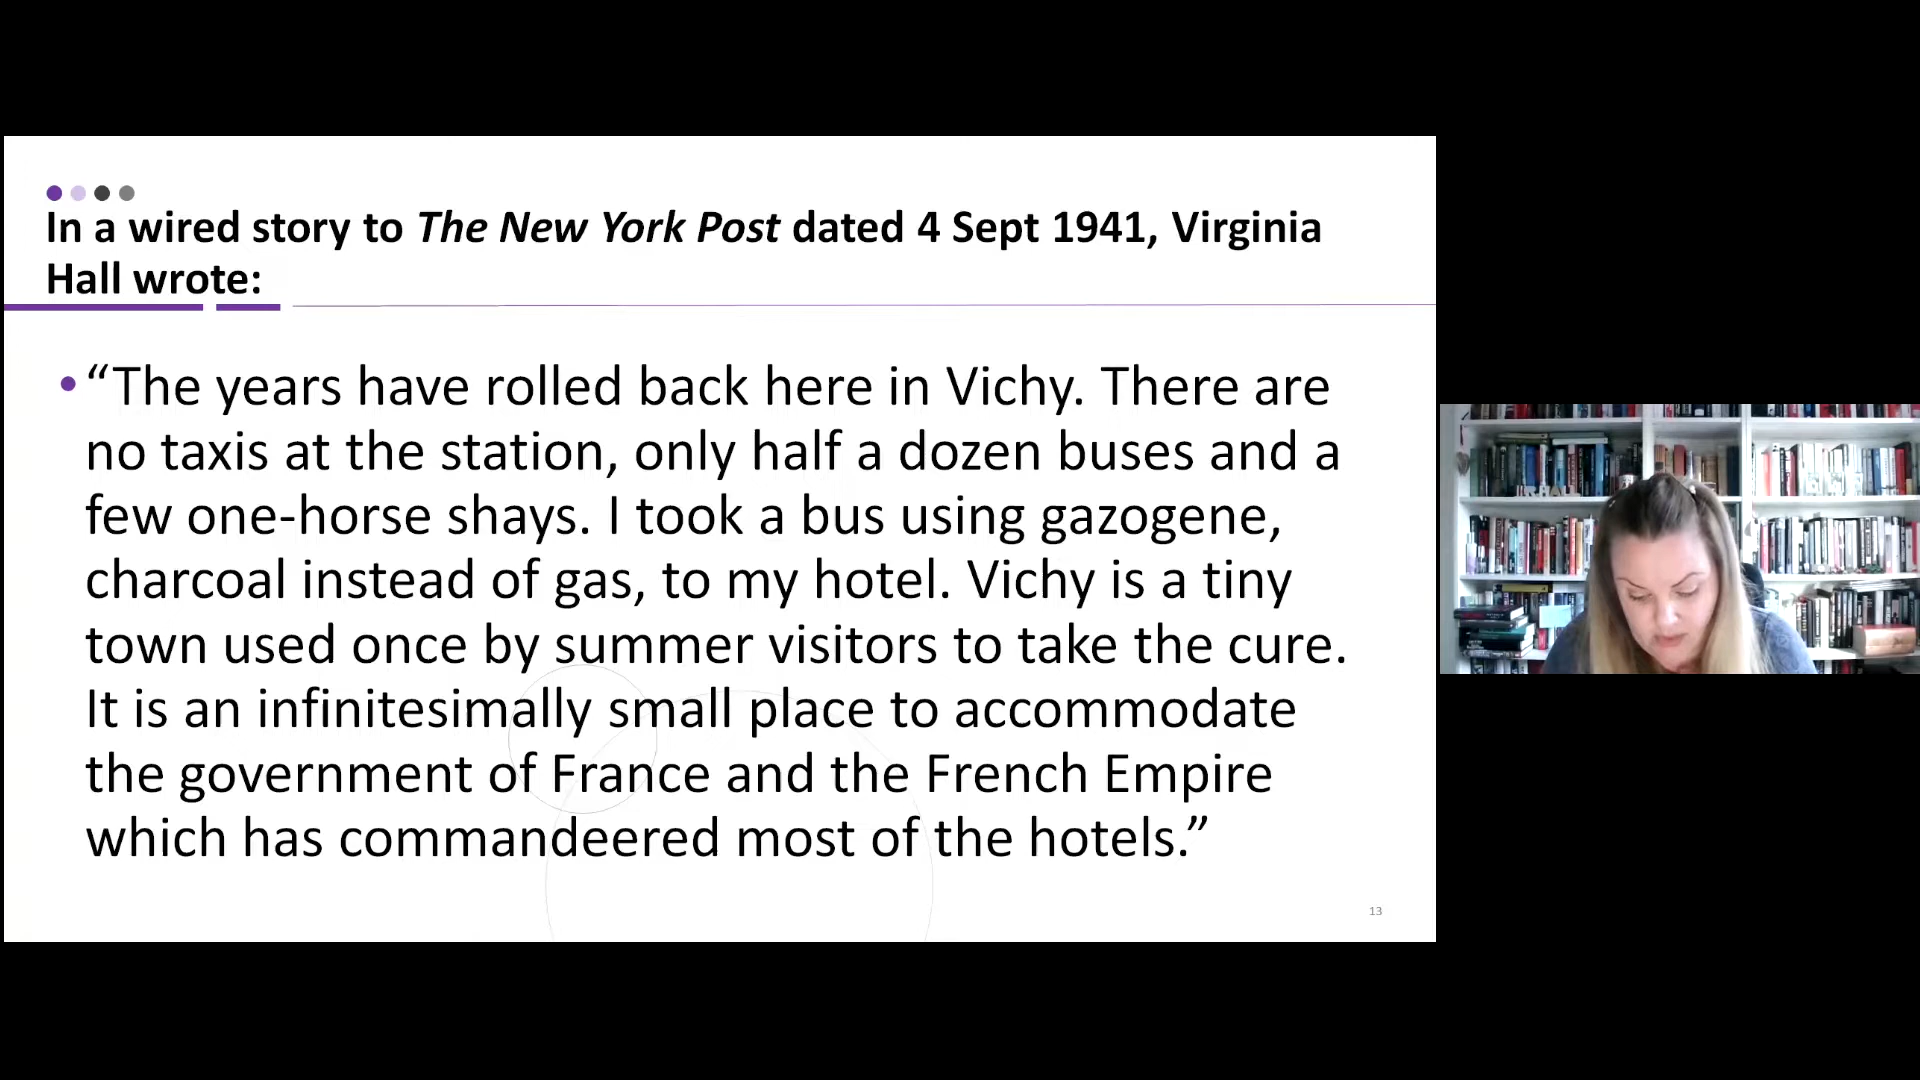 In a wired story to The New York Post dated 4 Sept 1941, Virginia
Hall wrote:
• “The years have rolled back here in Vichy. There are
no taxis at the station, only half a dozen buses and a
few one-horse shays. I took a bus using gazogene,
charcoal instead of gas, to my hotel. Vichy is a tiny
town used once by summer visitors to take the cure.
It is an infinitesimally small place to accommodate
the government of France and the French Empire
which has commandeered most of the hotels.”
13